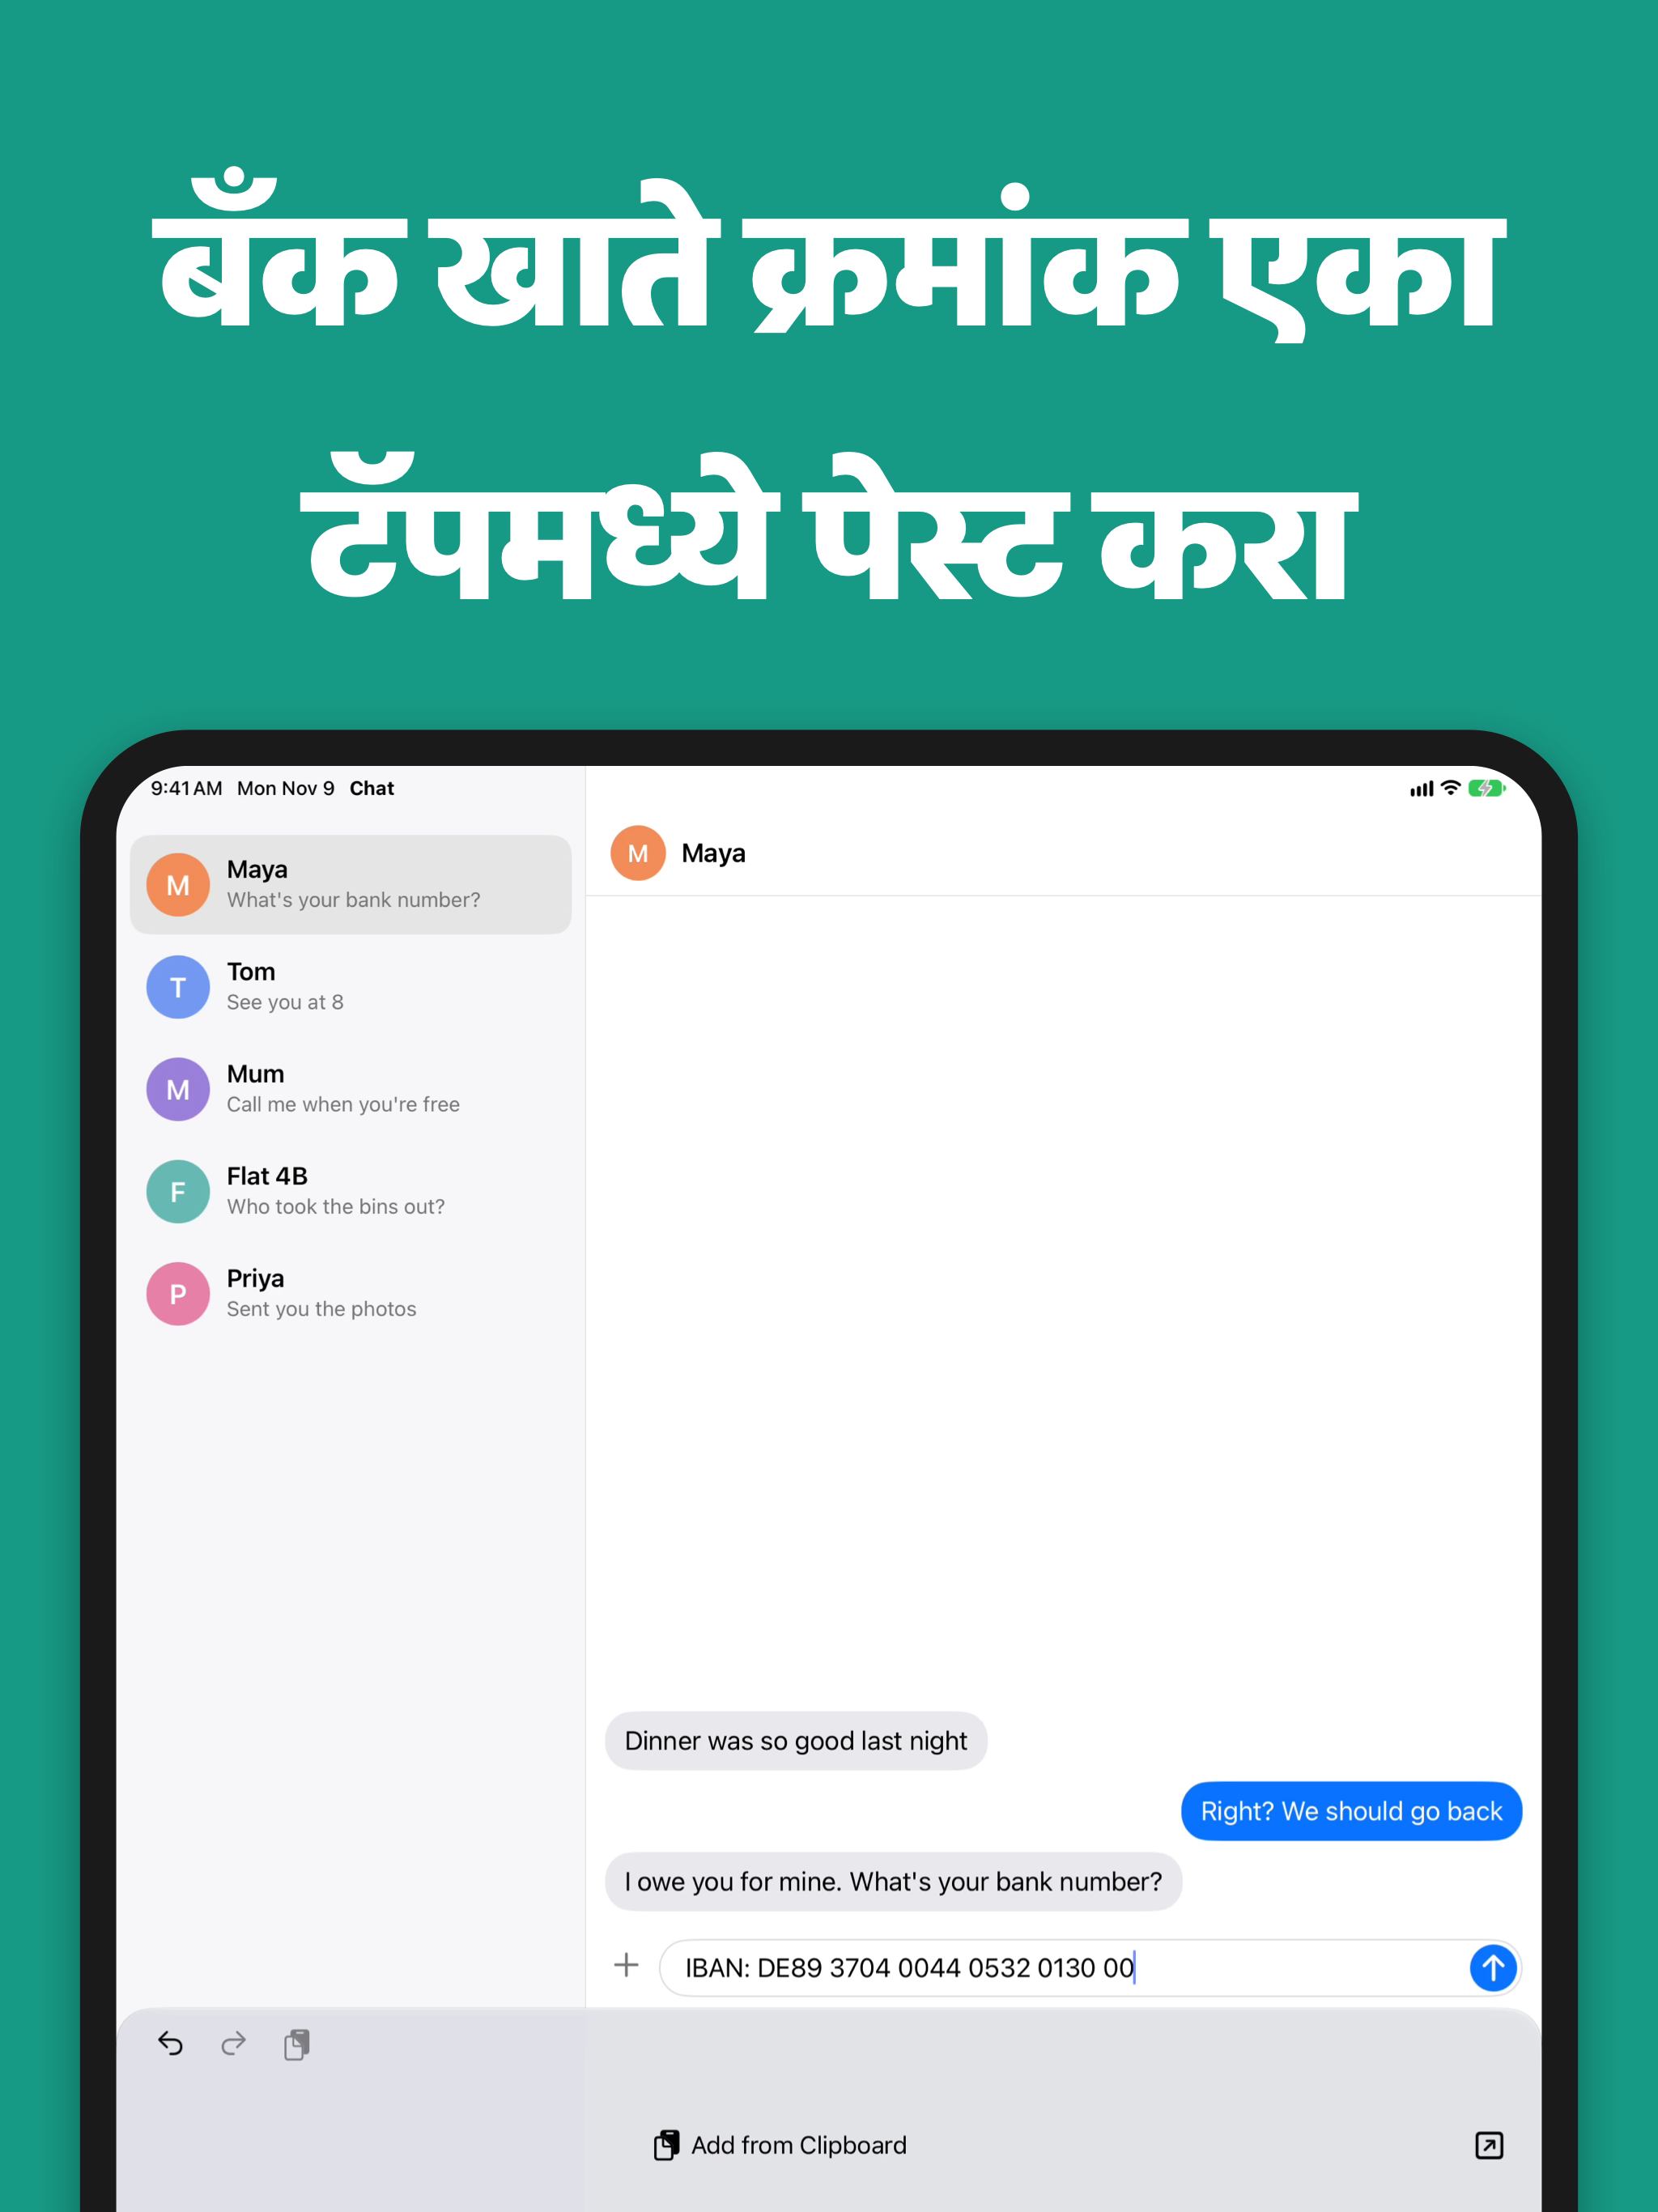 बँक खाते क्रमांक एका
टॅपमध्ये पेस्ट करा
9:41 AM Mon Nov 9 Chat
M Maya
What's your bank number?
T Tom
See you at 8
M Mum
Call me when you're free
F Flat 4B
Who took the bins out?
P Priya
Sent you the photos
M Maya
Dinner was so good last night
Right? We should go back
I owe you for mine. What's your bank number?
IBAN: DE89 3704 0044 0532 0130 00
Add from Clipboard